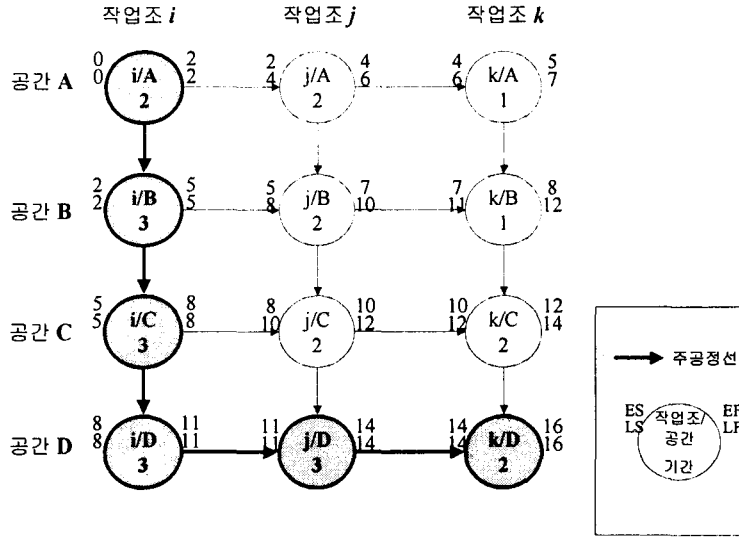 작업조 i 작업조 j 작업조 k
공간 A
0 2 2 4 4 5
0 i/A 2 4 j/A 6 6 k/A 7
2 2 1
공간 B
2 5 5 7 7 8
2 i/B 5 8 j/B 10 11 k/B 12
3 2 1
공간 C
5 8 8 10 10 12
5 i/C 8 10 j/C 12 12 k/C 14
3 2 2
공간 D
8 11 11 14 14 16
8 i/D 11 11 j/D 14 14 k/D 16
3 3 2
주공정선
ES 작업조/ EF
LS 공간 LF
기간